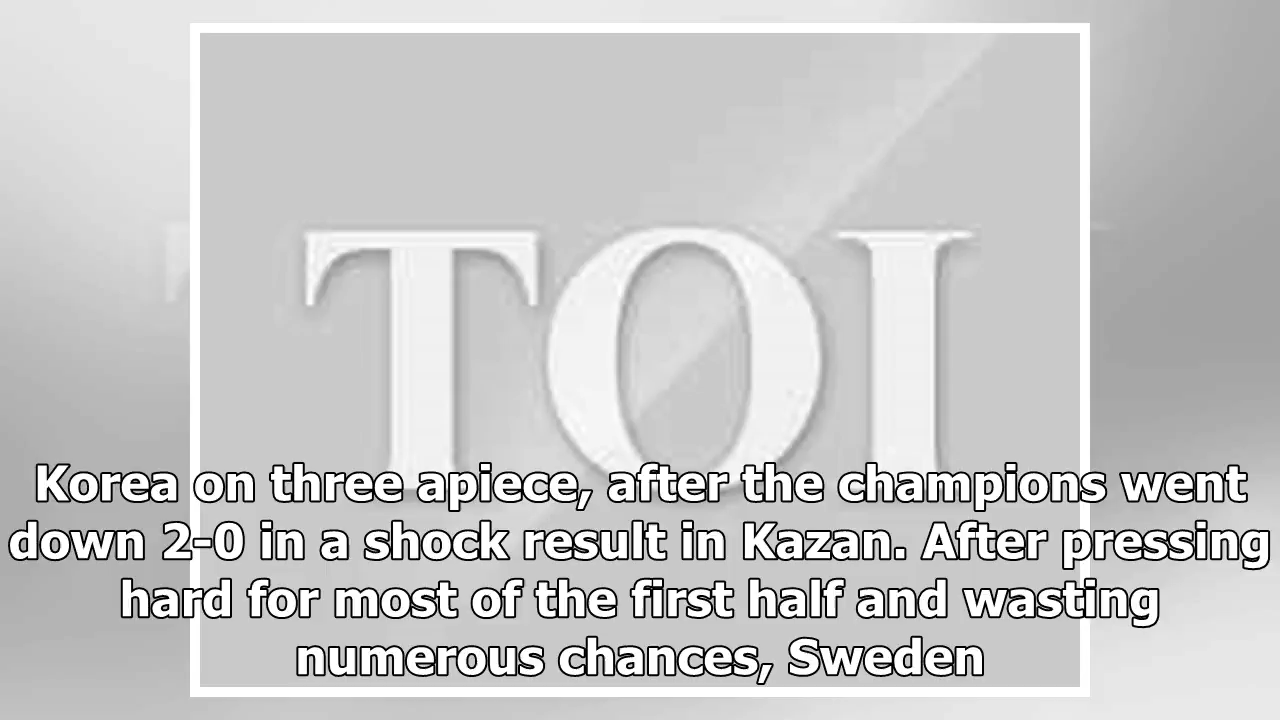 TOI
Korea on three apiece, after the champions went
down 2-0 in a shock result in Kazan. After pressing
hard for most of the first half and wasting
numerous chances, Sweden